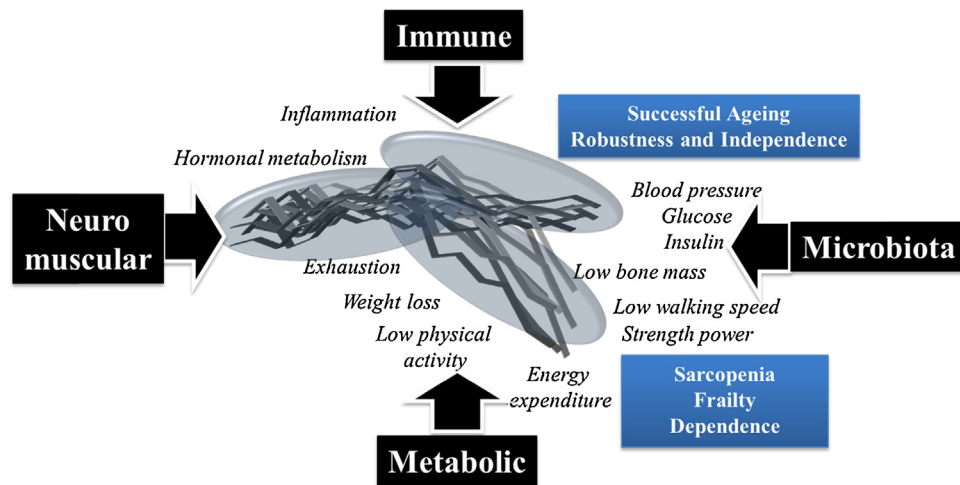 Immune
Inflammation
Successful Ageing
Robustness and Independence
Hormonal metabolism
Blood pressure
Glucose
Insulin
Neuro
muscular
Microbiota
Exhaustion
Low bone mass
Weight loss
Low walking speed
Strength power
Low physical
activity
Energy
expenditure
Sarcopenia
Frailty
Dependence
Metabolic